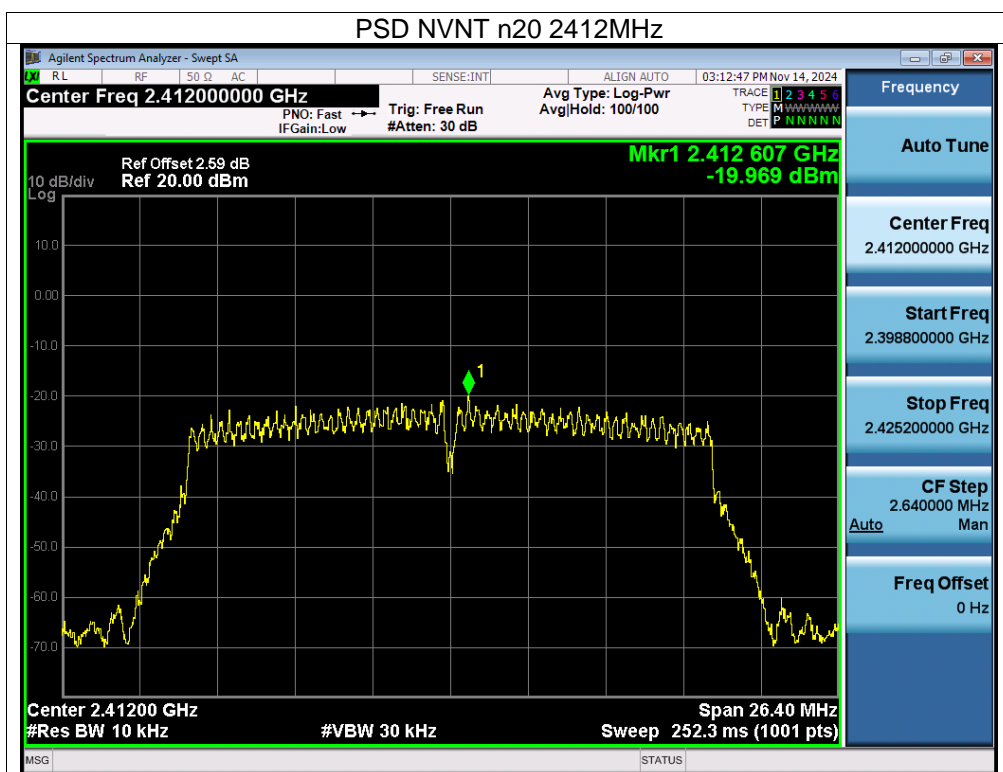 PSD NVNT n20 2412MHz
Agilent Spectrum Analyzer - Swept SA
LXI RL RF 50 Ω AC SENSE:INT ALIGN AUTO 03:12:47 PM Nov 14, 2024
Center Freq 2.412000000 GHz
PNO: Fast
IFGain:Low
Trig: Free Run
#Atten: 30 dB
Avg Type: Log-Pwr
Avg|Hold: 100/100
TRACE 1 2 3 4 5 6
TYPE M WWWWW
DET P N N N N N
Ref Offset 2.59 dB
10 dB/div Ref 20.00 dBm
Log
Mkr1 2.412 607 GHz
-19.969 dBm
10.0
0.00
-10.0
1
-20.0
-30.0
-40.0
-50.0
-60.0
-70.0
Center 2.41200 GHz Span 26.40 MHz
#Res BW 10 kHz #VBW 30 kHz Sweep 252.3 ms (1001 pts)
MSG STATUS
Frequency
Auto Tune
Center Freq
2.412000000 GHz
Start Freq
2.398800000 GHz
Stop Freq
2.425200000 GHz
CF Step
2.640000 MHz
Auto Man
Freq Offset
0 Hz